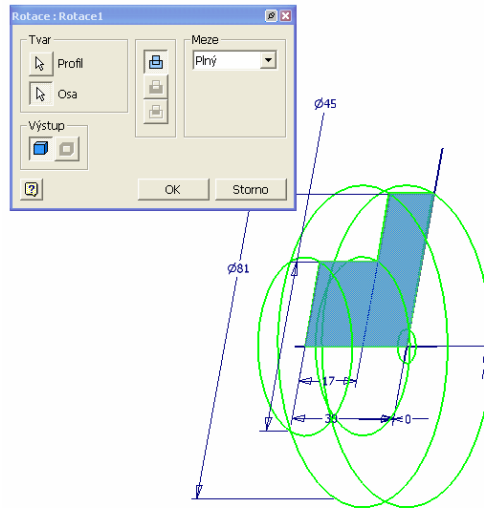 Rotace : Rotace1
Tvar
Profil
Osa
Meze
Plný
Výstup
OK
Storno
Ø45
Ø81
17
39
0